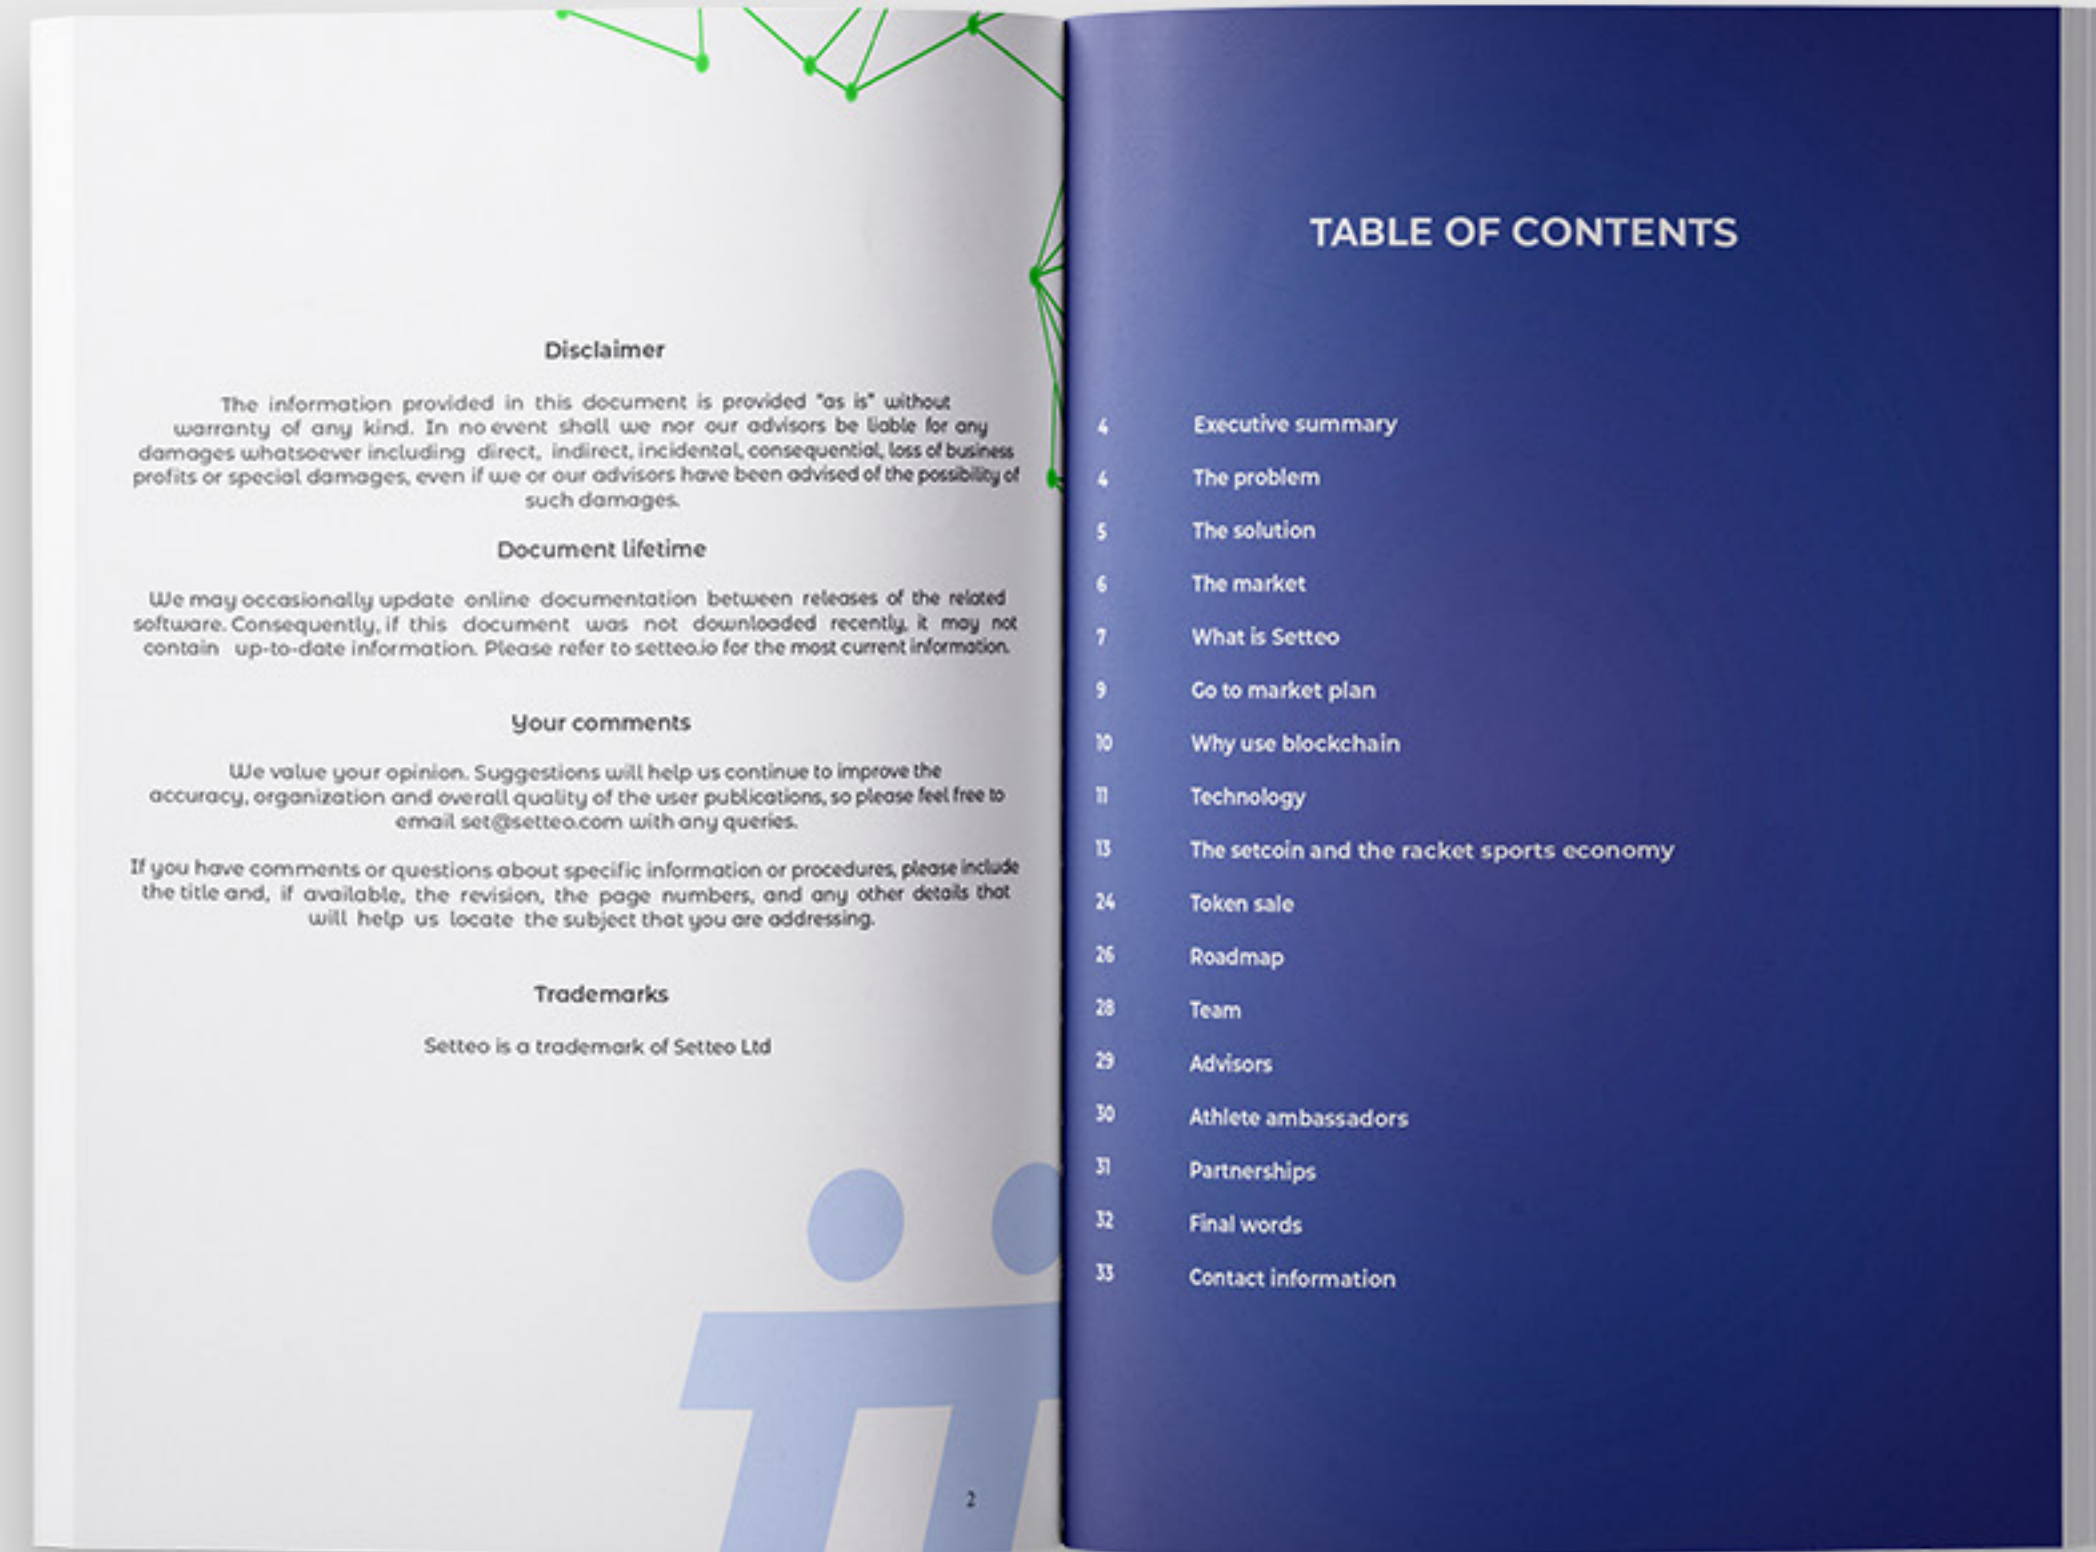 Disclaimer
The information provided in this document is provided "as is" without
warranty of any kind. In no event shall we nor our advisors be liable for any
damages whatsoever including direct, indirect, incidental, consequential, loss of business
profits or special damages, even if we or our advisors have been advised of the possibility of
such damages.
Document lifetime
We may occasionally update online documentation between releases of the related
software. Consequently, if this document was not downloaded recently, it may not
contain up-to-date information. Please refer to setteo.io for the most current information.
Your comments
We value your opinion. Suggestions will help us continue to improve the
accuracy, organization and overall quality of the user publications, so please feel free to
email set@setteo.com with any queries.
If you have comments or questions about specific information or procedures, please include
the title and, if available, the revision, the page numbers, and any other details that
will help us locate the subject that you are addressing.
Trademarks
Setteo is a trademark of Setteo Ltd
2
TABLE OF CONTENTS
4 Executive summary
4 The problem
5 The solution
6 The market
7 What is Setteo
9 Go to market plan
10 Why use blockchain
11 Technology
13 The setcoin and the racket sports economy
24 Token sale
26 Roadmap
28 Team
29 Advisors
30 Athlete ambassadors
31 Partnerships
32 Final words
33 Contact information